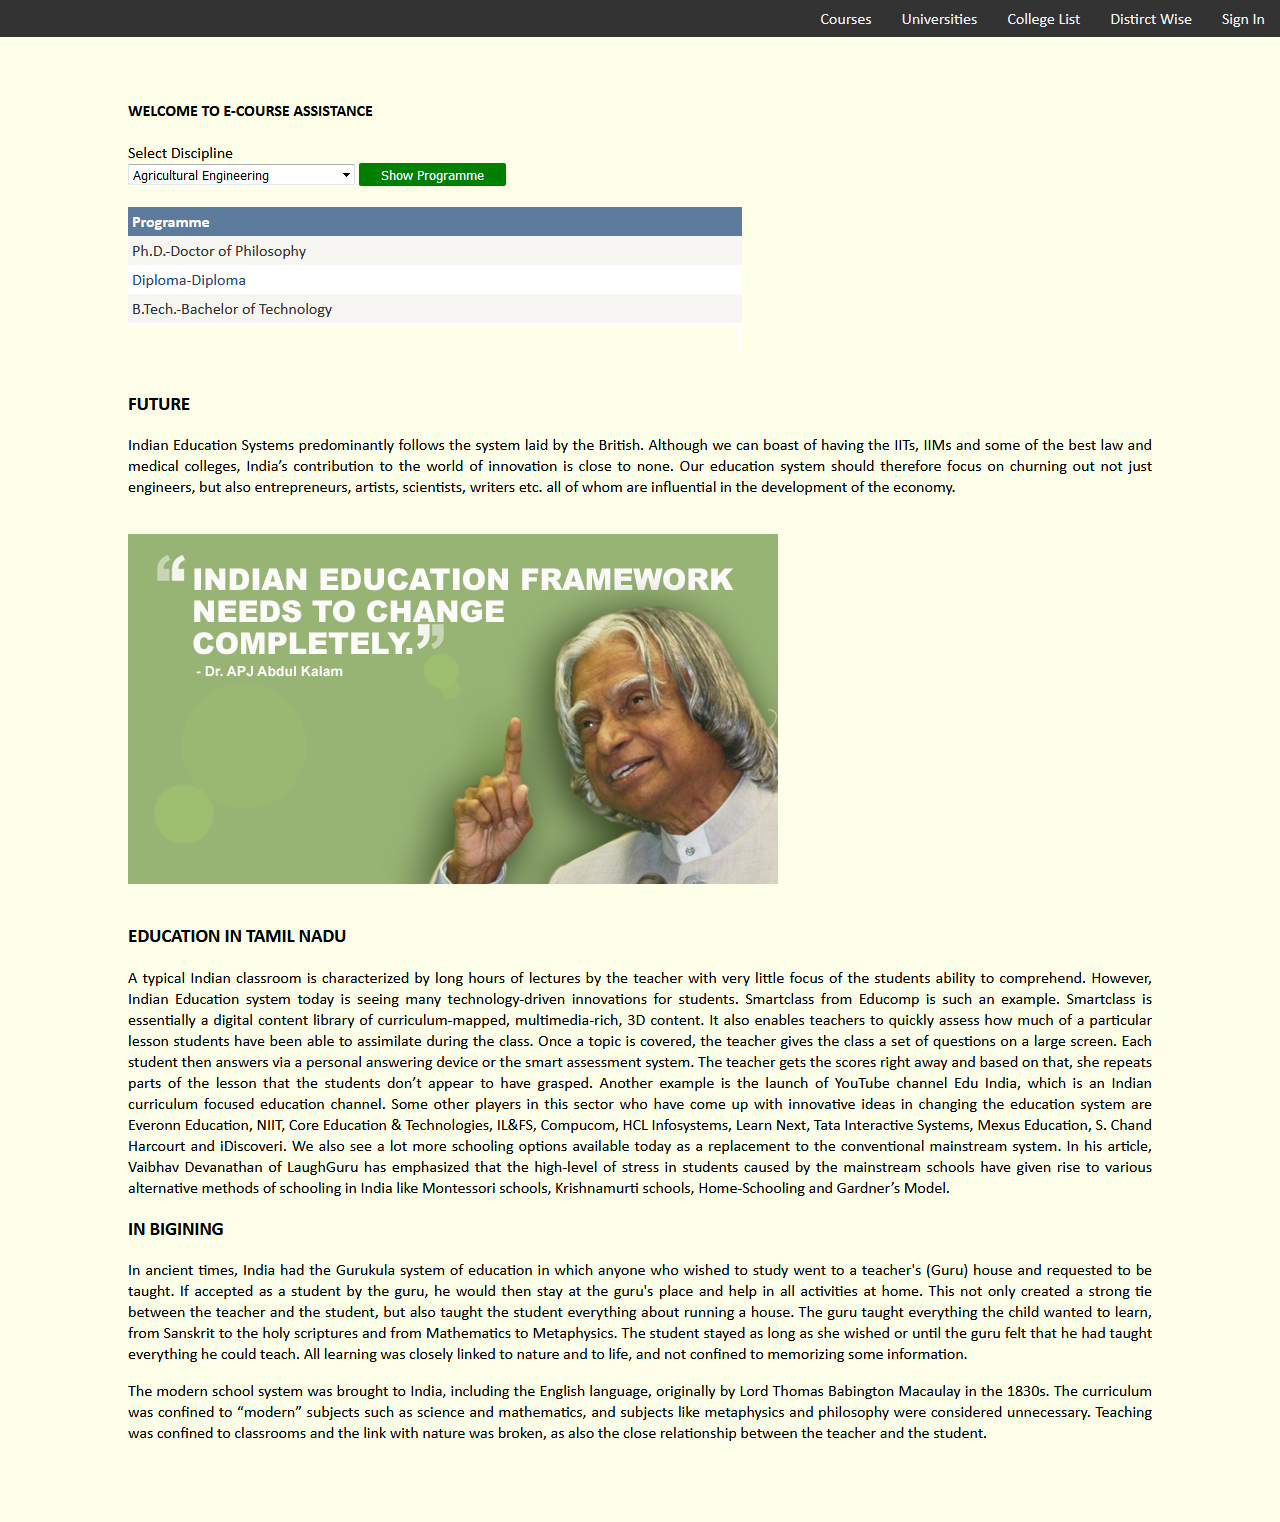 Courses Universities College List Distirct Wise Sign In
WELCOME TO E-COURSE ASSISTANCE
Select Discipline
Agricultural Engineering Show Programme
Programme
Ph.D.-Doctor of Philosophy
Diploma-Diploma
B.Tech.-Bachelor of Technology
FUTURE
Indian Education Systems predominantly follows the system laid by the British. Although we can boast of having the IITs, IIMs and some of the best law and
medical colleges, India’s contribution to the world of innovation is close to none. Our education system should therefore focus on churning out not just
engineers, but also entrepreneurs, artists, scientists, writers etc. all of whom are influential in the development of the economy.
“INDIAN EDUCATION FRAMEWORK
NEEDS TO CHANGE
COMPLETELY.”
- Dr. APJ Abdul Kalam
EDUCATION IN TAMIL NADU
A typical Indian classroom is characterized by long hours of lectures by the teacher with very little focus of the students ability to comprehend. However,
Indian Education system today is seeing many technology-driven innovations for students. Smartclass from Educomp is such an example. Smartclass is
essentially a digital content library of curriculum-mapped, multimedia-rich, 3D content. It also enables teachers to quickly assess how much of a particular
lesson students have been able to assimilate during the class. Once a topic is covered, the teacher gives the class a set of questions on a large screen. Each
student then answers via a personal answering device or the smart assessment system. The teacher gets the scores right away and based on that, she repeats
parts of the lesson that the students don’t appear to have grasped. Another example is the launch of YouTube channel Edu India, which is an Indian
curriculum focused education channel. Some other players in this sector who have come up with innovative ideas in changing the education system are
Everonn Education, NIIT, Core Education & Technologies, IL&FS, Compucom, HCL Infosystems, Learn Next, Tata Interactive Systems, Mexus Education, S. Chand
Harcourt and iDiscoveri. We also see a lot more schooling options available today as a replacement to the conventional mainstream system. In his article,
Vaibhav Devanathan of LaughGuru has emphasized that the high-level of stress in students caused by the mainstream schools have given rise to various
alternative methods of schooling in India like Montessori schools, Krishnamurti schools, Home-Schooling and Gardner’s Model.
IN BIGINING
In ancient times, India had the Gurukula system of education in which anyone who wished to study went to a teacher's (Guru) house and requested to be
taught. If accepted as a student by the guru, he would then stay at the guru's place and help in all activities at home. This not only created a strong tie
between the teacher and the student, but also taught the student everything about running a house. The guru taught everything the child wanted to learn,
from Sanskrit to the holy scriptures and from Mathematics to Metaphysics. The student stayed as long as she wished or until the guru felt that he had taught
everything he could teach. All learning was closely linked to nature and to life, and not confined to memorizing some information.
The modern school system was brought to India, including the English language, originally by Lord Thomas Babington Macaulay in the 1830s. The curriculum
was confined to “modern” subjects such as science and mathematics, and subjects like metaphysics and philosophy were considered unnecessary. Teaching
was confined to classrooms and the link with nature was broken, as also the close relationship between the teacher and the student.